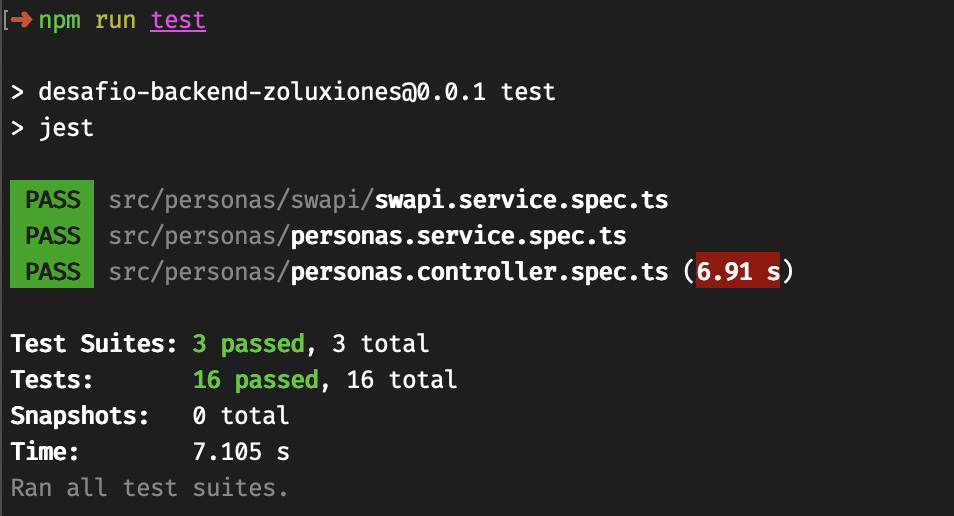 [➜ npm run test
> desafio-backend-zoluxiones@0.0.1 test
> jest
PASS src/personas/swapi/swapi.service.spec.ts
PASS src/personas/personas.service.spec.ts
PASS src/personas/personas.controller.spec.ts (6.91 s)
Test Suites: 3 passed, 3 total
Tests: 16 passed, 16 total
Snapshots: 0 total
Time: 7.105 s
Ran all test suites.